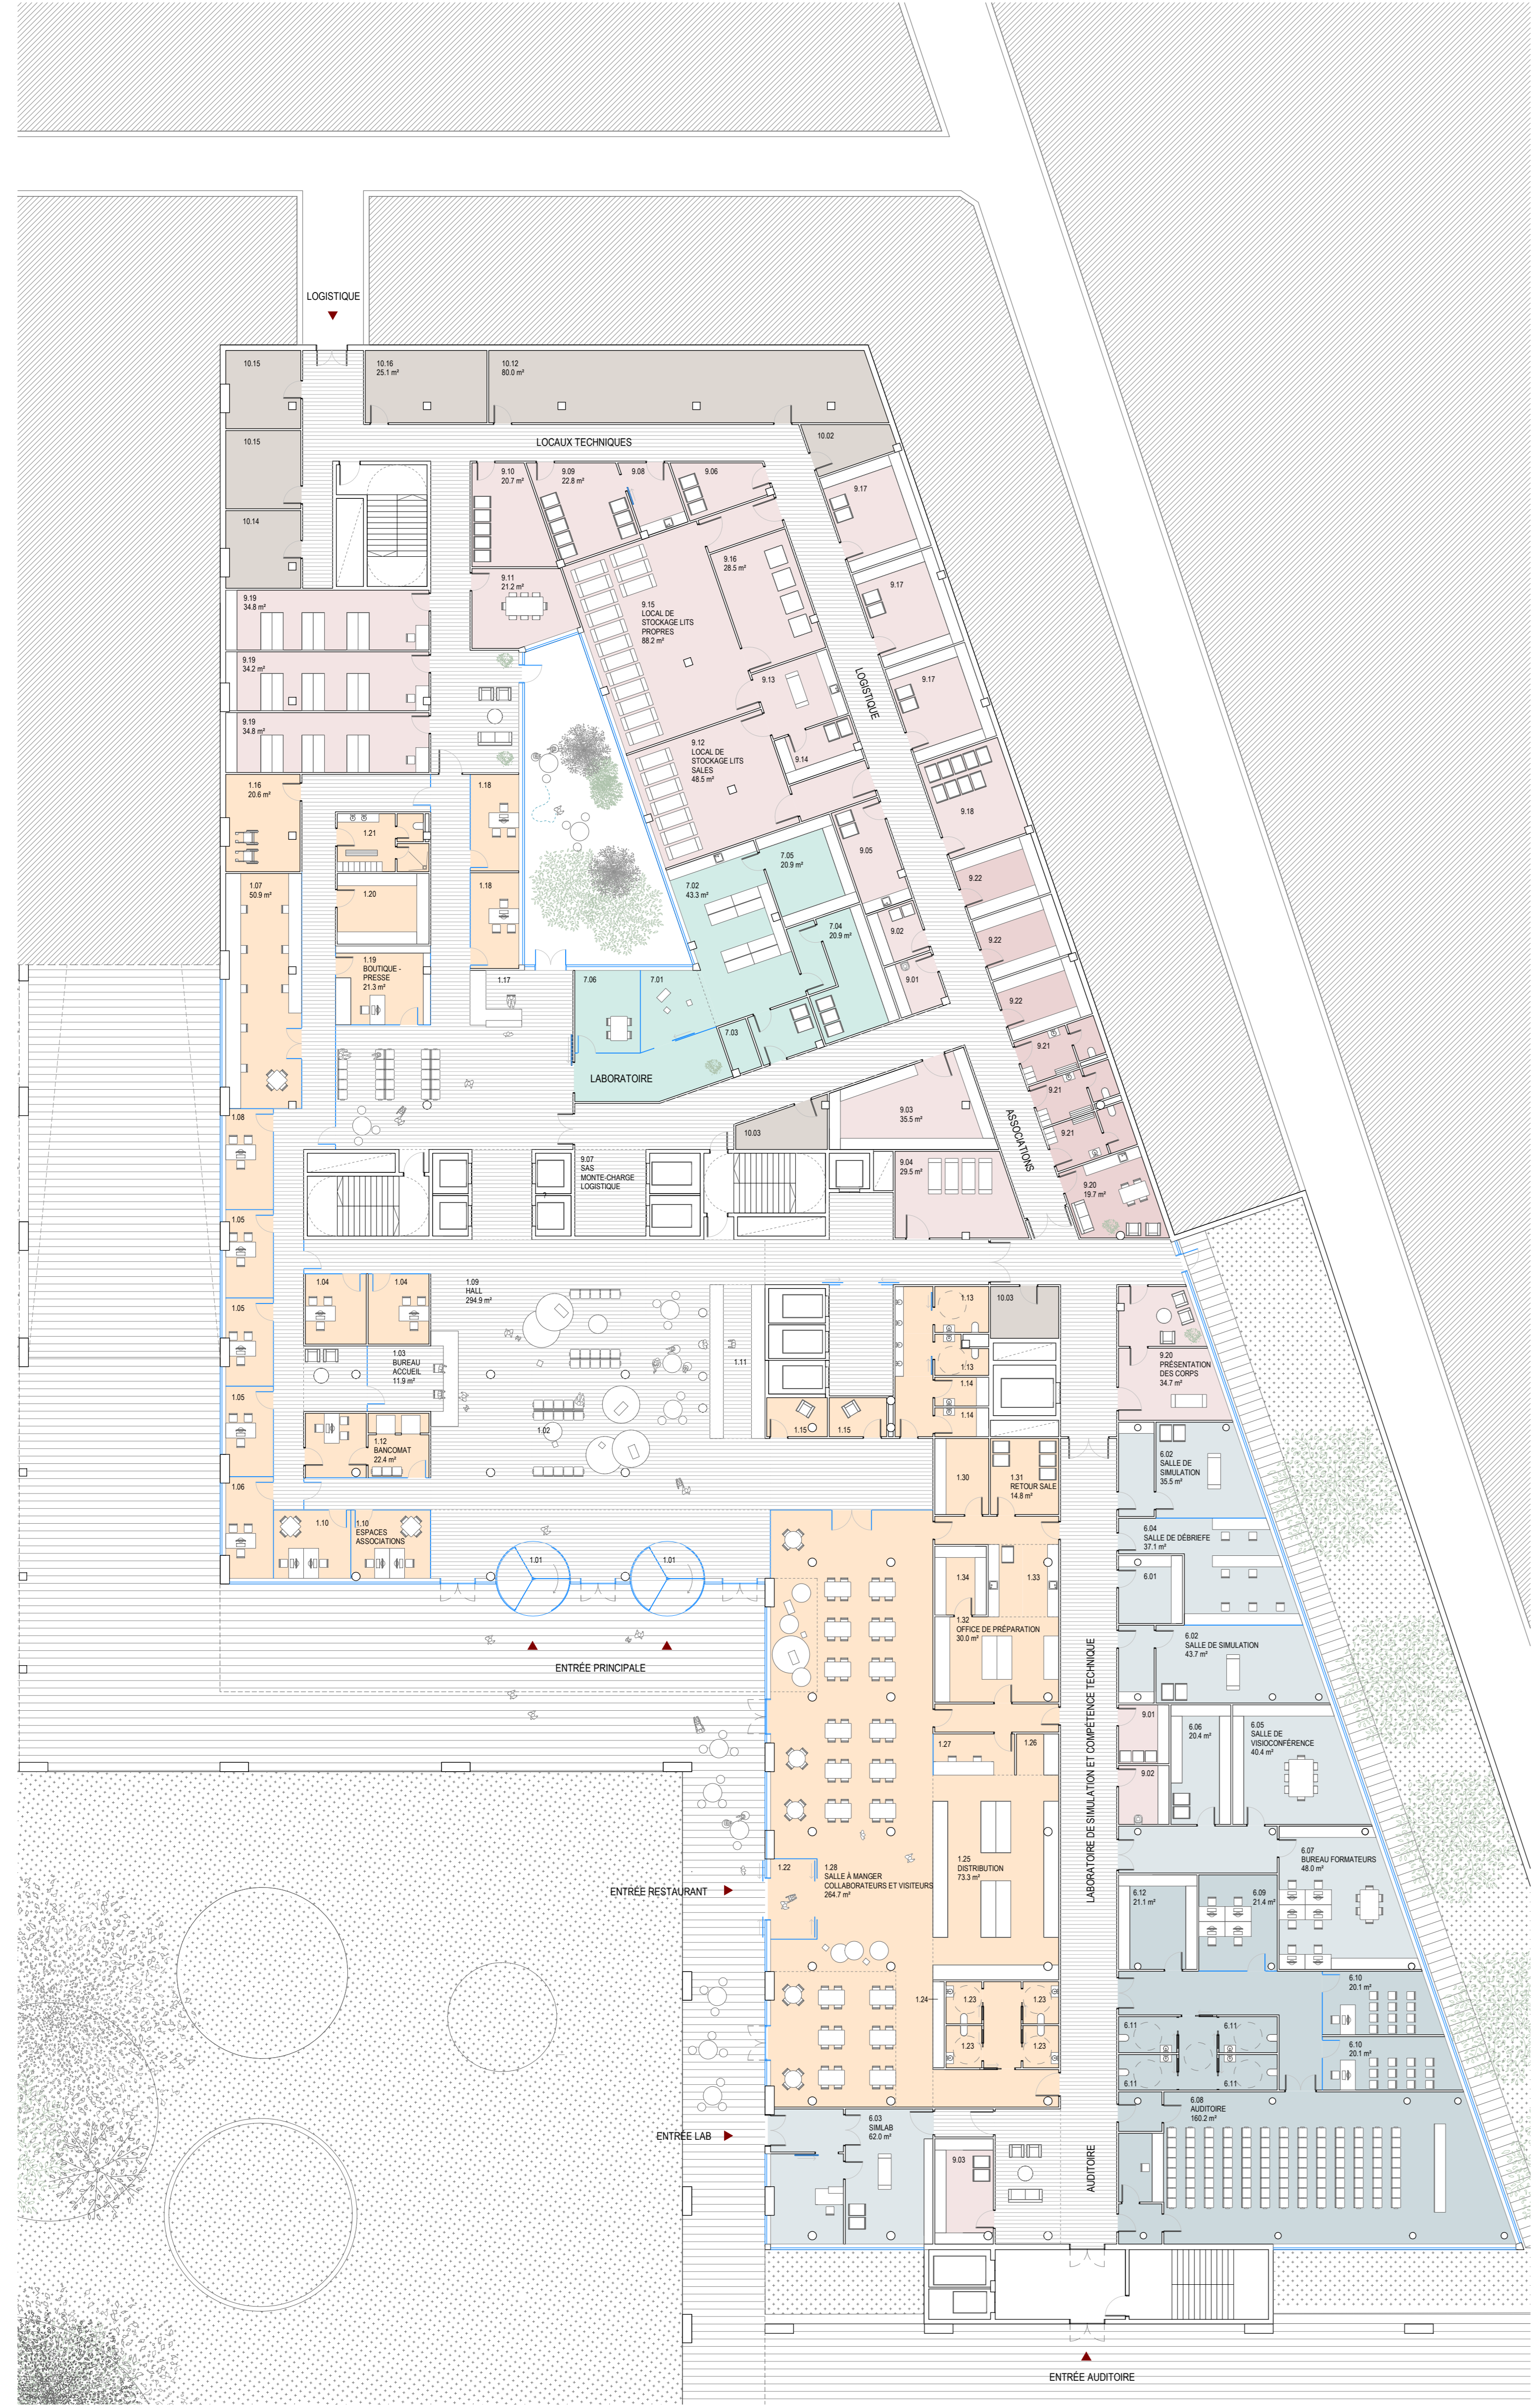 LOGISTIQUE
10.15
10.16
25.1 m²
10.12
80.0 m²
10.15
LOCAUX TECHNIQUES
10.02
10.14
9.10
20.7 m²
9.09
22.8 m²
9.08
9.06
9.17
9.11
21.2 m²
9.16
28.5 m²
9.17
9.19
34.8 m²
9.15
LOCAL DE
STOCKAGE LITS
PROPRES
88.2 m²
9.19
34.2 m²
9.13
LOGISTIQUE
9.17
9.19
34.8 m²
9.12
LOCAL DE
STOCKAGE LITS
SALES
48.5 m²
9.14
1.16
20.6 m²
1.18
9.18
1.21
9.05
7.05
20.9 m²
9.22
1.07
50.9 m²
1.20
1.18
7.02
43.3 m²
7.04
20.9 m²
9.02
9.22
1.19
BOUTIQUE -
PRESSE
21.3 m²
1.17
7.06
7.01
9.01
9.22
7.03
9.21
LABORATOIRE
9.21
1.08
10.03
9.03
35.5 m²
ASSOCIATIONS
9.21
9.07
SAS
MONTE-CHARGE
LOGISTIQUE
?
9.04
29.5 m²
9.20
19.7 m²
1.05
1.04
1.04
1.09
HALL
294.9 m²
1.13
10.03
1.05
1.03
BUREAU
ACCUEIL
11.9 m²
1.11
1.13
9.20
PRÉSENTATION
DES CORPS
34.7 m²
1.05
1.14
1.14
1.02
1.15
1.15
1.12
BANCOMAT
22.4 m²
6.02
SALLE DE
SIMULATION
35.5 m²
1.06
1.30
1.31
RETOUR SALE
14.8 m²
1.10
1.10
ESPACES
ASSOCIATIONS
6.04
SALLE DE DÉBRIEFE
37.1 m²
1.01
1.01
1.34
1.33
6.01
1.32
OFFICE DE PRÉPARATION
30.0 m²
6.02
SALLE DE SIMULATION
43.7 m²
ENTRÉE PRINCIPALE
LABORATOIRE DE SIMULATION ET COMPÉTENCE TECHNIQUE
9.01
6.06
20.4 m²
6.05
SALLE DE
VISIOCONFÉRENCE
40.4 m²
1.27
1.26
9.02
6.07
BUREAU FORMATEURS
48.0 m²
1.22
1.28
SALLE À MANGER
COLLABORATEURS ET VISITEURS
264.7 m²
1.25
DISTRIBUTION
73.3 m²
ENTRÉE RESTAURANT
6.12
21.1 m²
6.09
21.4 m²
6.10
20.1 m²
1.24
1.23
1.23
6.11
6.11
1.23
1.23
6.10
20.1 m²
6.11
6.11
6.03
SIMLAB
62.0 m²
6.08
AUDITOIRE
160.2 m²
ENTRÉE LAB
9.03
AUDITOIRE
ENTRÉE AUDITOIRE